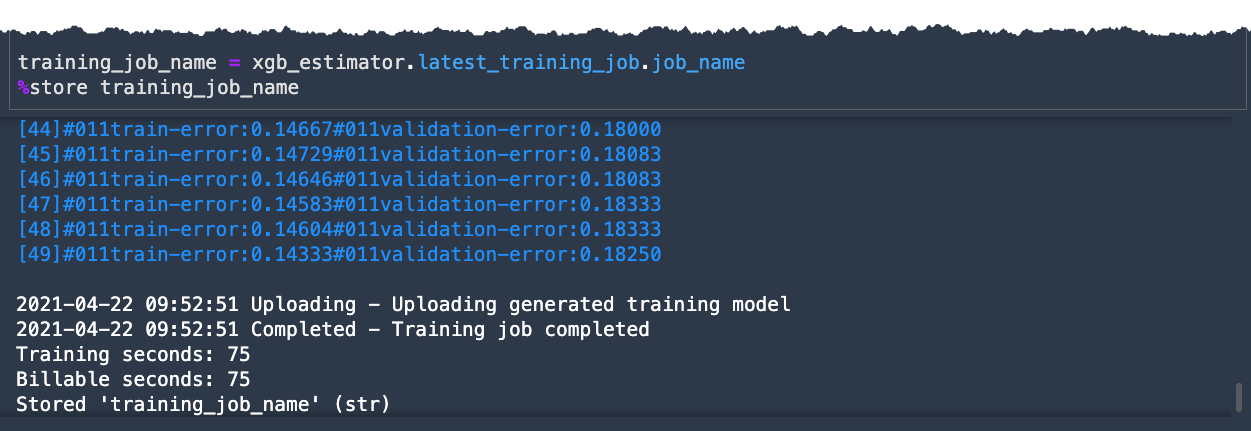 training_job_name = xgb_estimator.latest_training_job.job_name
%store training_job_name
[44]#011train-error:0.14667#011validation-error:0.18000
[45]#011train-error:0.14729#011validation-error:0.18083
[46]#011train-error:0.14646#011validation-error:0.18083
[47]#011train-error:0.14583#011validation-error:0.18333
[48]#011train-error:0.14604#011validation-error:0.18333
[49]#011train-error:0.14333#011validation-error:0.18250
2021-04-22 09:52:51 Uploading - Uploading generated training model
2021-04-22 09:52:51 Completed - Training job completed
Training seconds: 75
Billable seconds: 75
Stored 'training_job_name' (str)